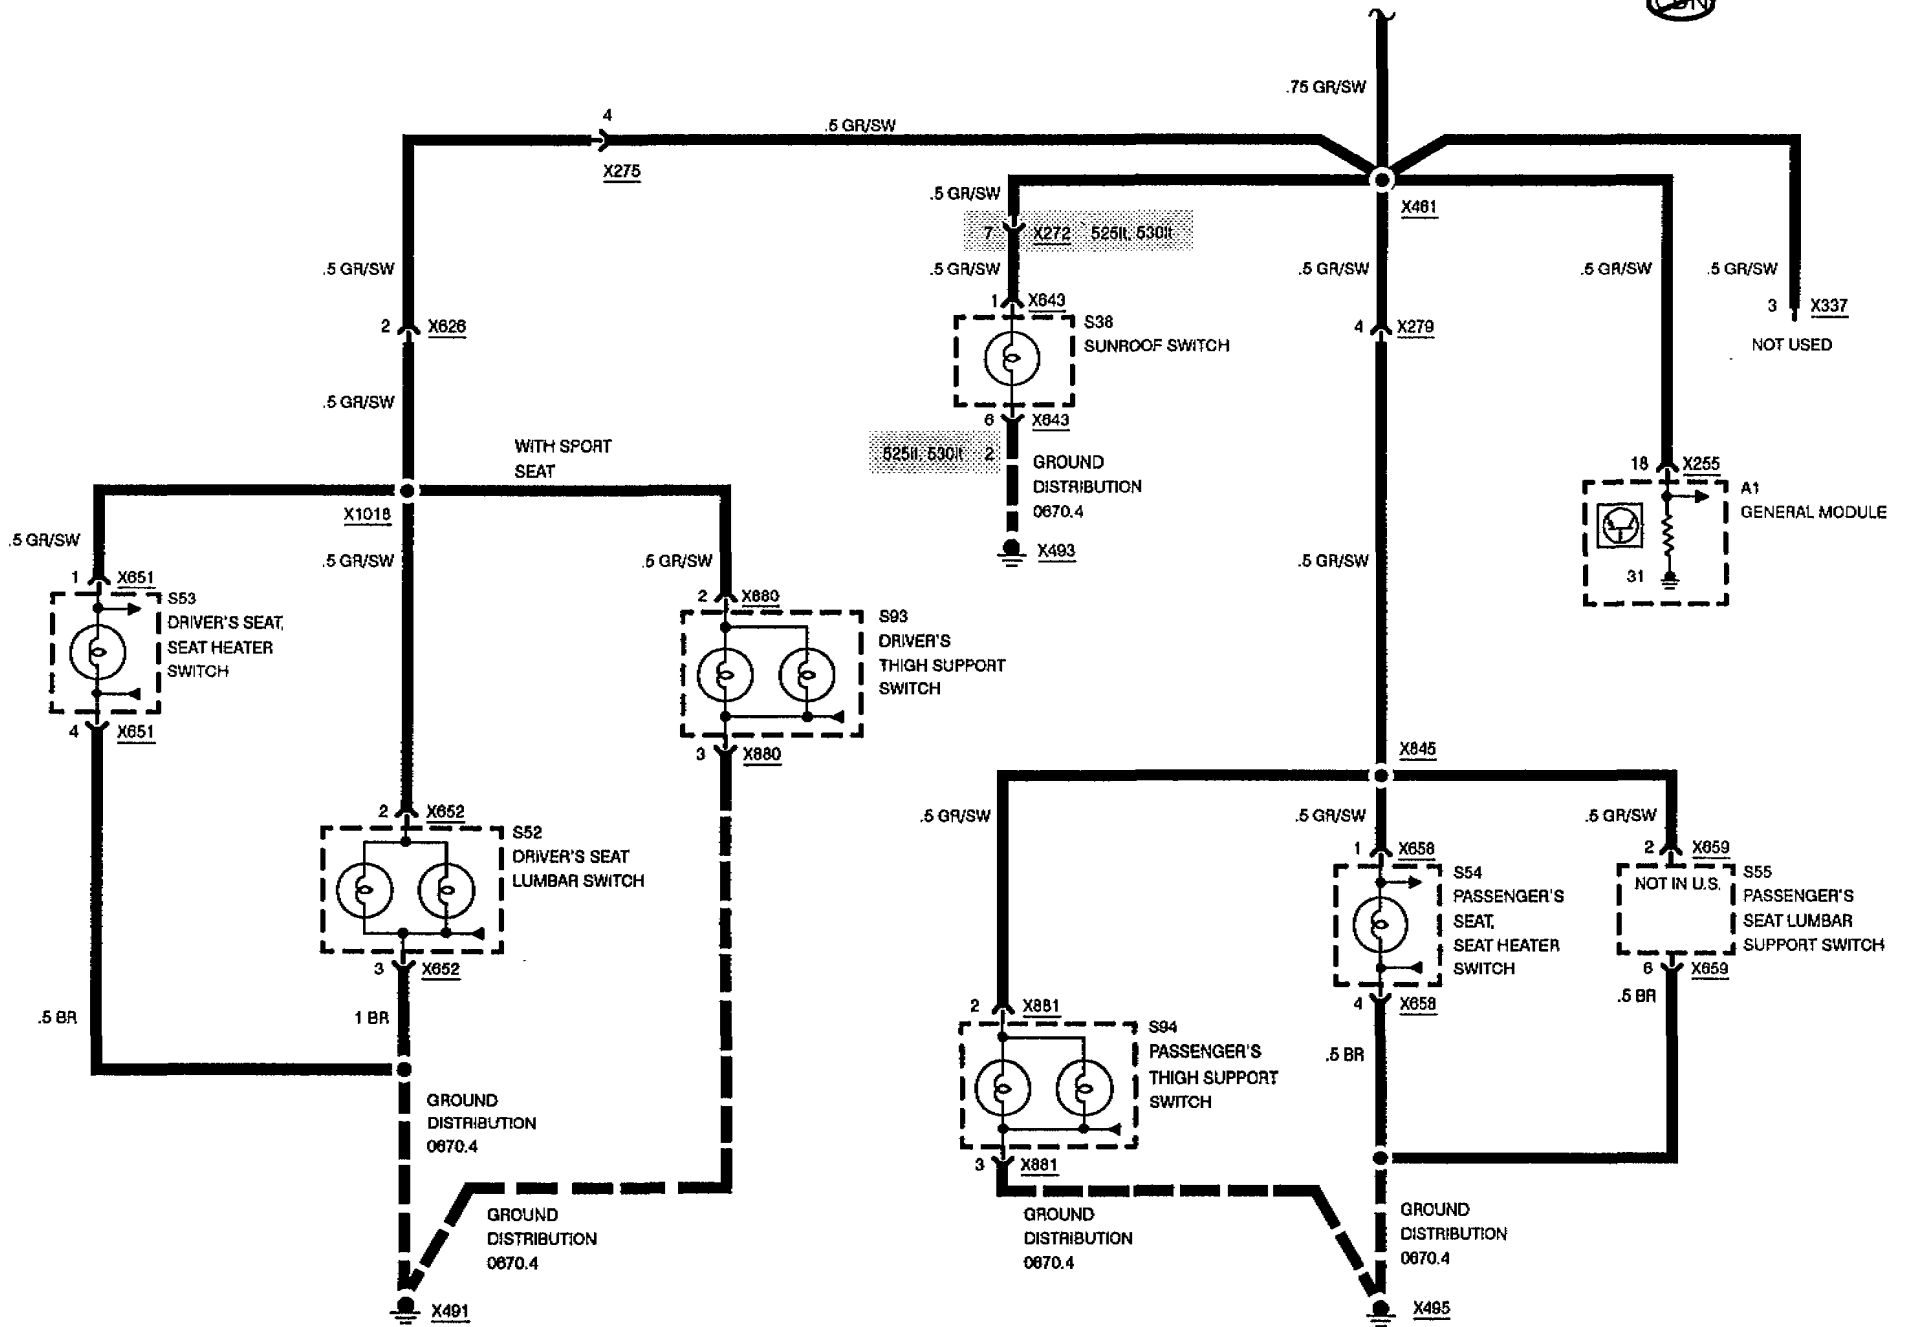 .75 GR/SW
4
.5 GR/SW
X275
.5 GR/SW
X461
7 X272 525it, 530it
.5 GR/SW
.5 GR/SW
.5 GR/SW
.5 GR/SW
.5 GR/SW
1 X643
3 X337
2 X626
S38
SUNROOF SWITCH
4 X279
NOT USED
.5 GR/SW
6 X643
WITH SPORT
SEAT
525it, 530it 2
GROUND
DISTRIBUTION
0670.4
18 X255
A1
GENERAL MODULE
X1018
.5 GR/SW
.5 GR/SW
.5 GR/SW
X493
.5 GR/SW
31
1 X651
S53
DRIVER'S SEAT,
SEAT HEATER
SWITCH
2 X880
S93
DRIVER'S
THIGH SUPPORT
SWITCH
4 X651
3 X880
X845
2 X652
.5 GR/SW
.5 GR/SW
.5 GR/SW
S52
DRIVER'S SEAT
LUMBAR SWITCH
1 X658
2 X659
S54
PASSENGER'S
SEAT,
SEAT HEATER
SWITCH
NOT IN U.S.
S55
PASSENGER'S
SEAT LUMBAR
SUPPORT SWITCH
3 X652
6 X659
.5 BR
1 BR
2 X881
4 X658
.5 BR
S94
PASSENGER'S
THIGH SUPPORT
SWITCH
.5 BR
GROUND
DISTRIBUTION
0670.4
3 X881
GROUND
DISTRIBUTION
0670.4
GROUND
DISTRIBUTION
0670.4
GROUND
DISTRIBUTION
0670.4
X491
X495